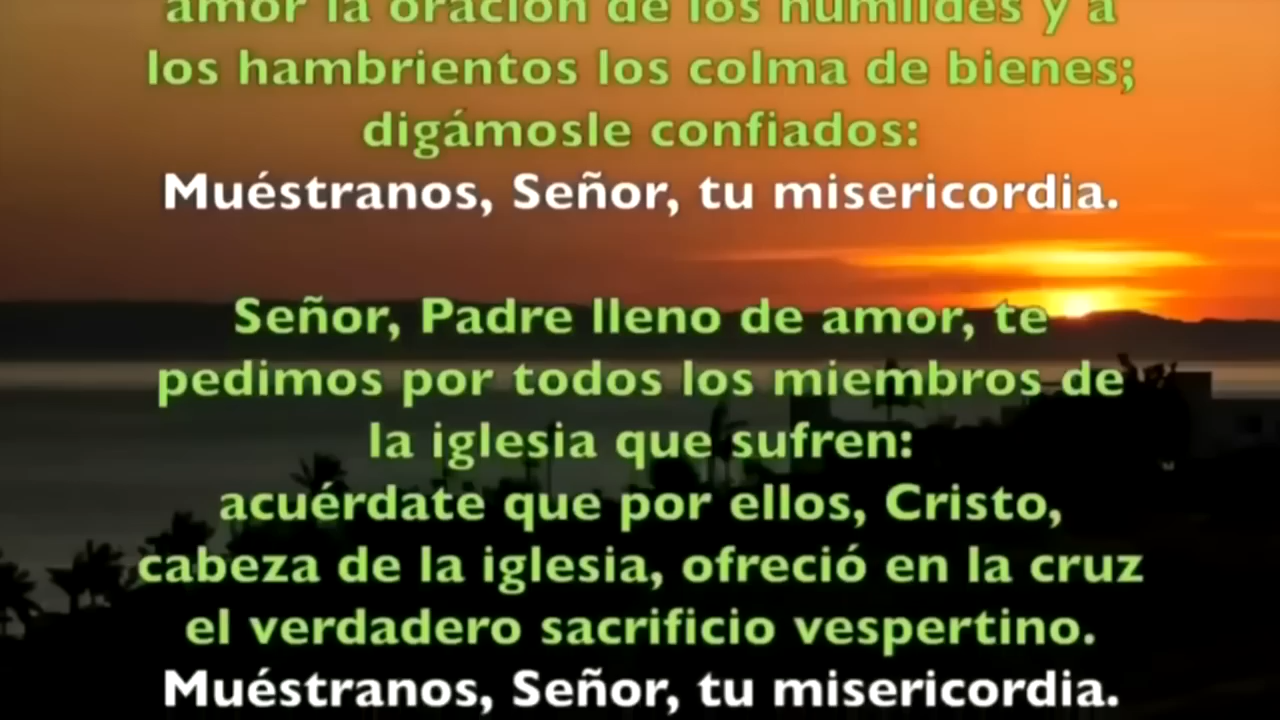 amor la oración de los humildes y a
los hambrientos los colma de bienes;
digámosle confiados:
Muéstranos, Señor, tu misericordia.
Señor, Padre lleno de amor, te
pedimos por todos los miembros de
la iglesia que sufren:
acuérdate que por ellos, Cristo,
cabeza de la iglesia, ofreció en la cruz
el verdadero sacrificio vespertino.
Muéstranos, Señor, tu misericordia.